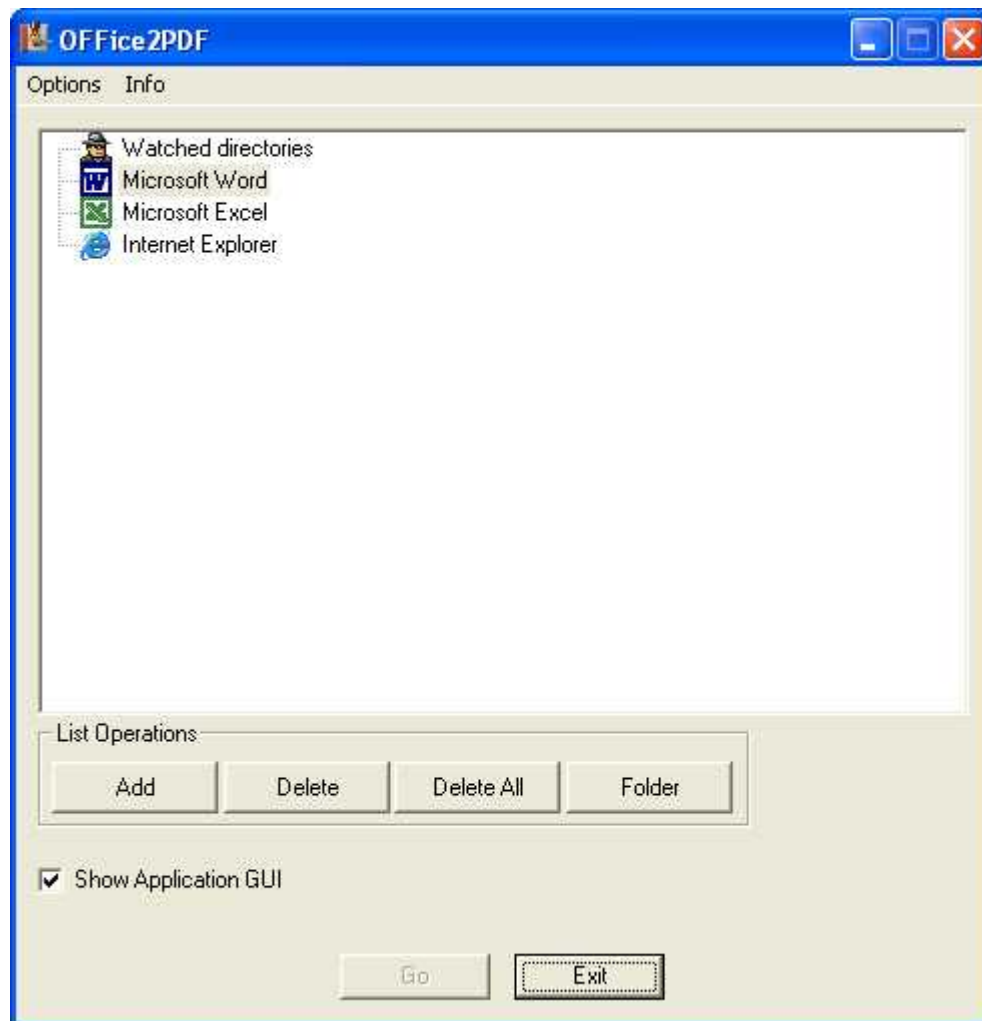 OFFice2PDF
Options Info
Watched directories
Microsoft Word
Microsoft Excel
Internet Explorer
List Operations
Add Delete Delete All Folder
Show Application GUI
Go Exit